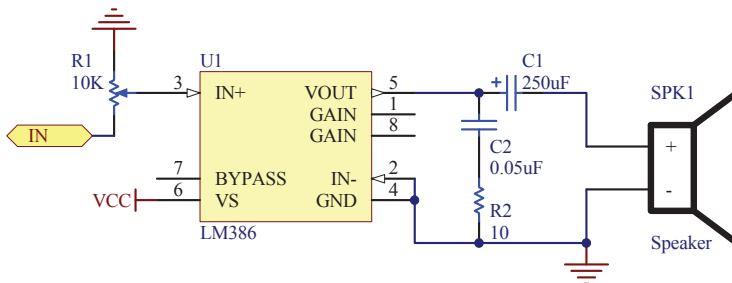 R1
10K
IN
U1
3
IN+
7
BYPASS
6
VS
VCC
LM386
VOUT
5
GAIN
1
GAIN
8
IN-
2
GND
4
+
C1
250uF
C2
0.05uF
R2
10
SPK1
+
-
Speaker